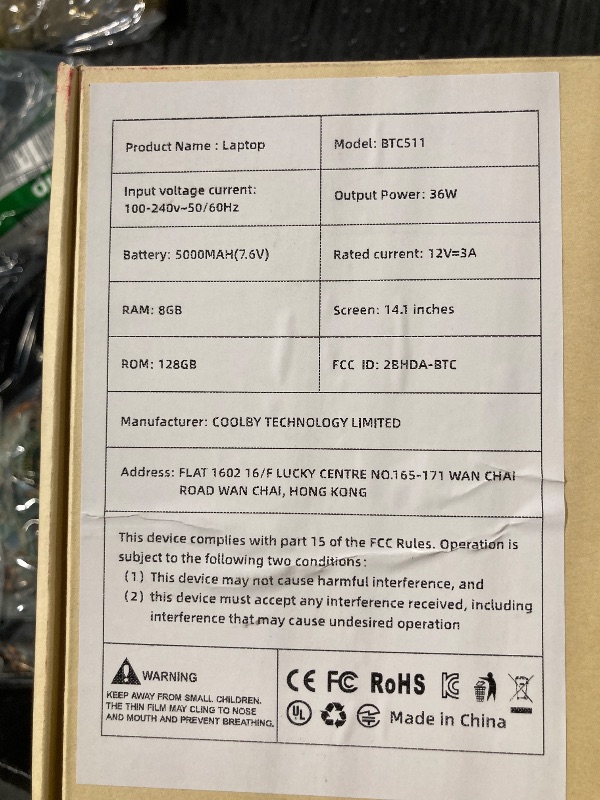 Product Name : Laptop
Model: BTC511
Input voltage current:
100-240v~50/60Hz
Output Power: 36W
Battery: 5000MAH(7.6V)
Rated current: 12V=3A
RAM: 8GB
Screen: 14.1 inches
ROM: 128GB
FCC ID: 2BHDA-BTC
Manufacturer: COOLBY TECHNOLOGY LIMITED
Address: FLAT 1602 16/F LUCKY CENTRE NO.165-171 WAN CHAI
ROAD WAN CHAI, HONG KONG
This device complies with part 15 of the FCC Rules. Operation is
subject to the following two conditions:
(1) This device may not cause harmful interference, and
(2) this device must accept any interference received, including
interference that may cause undesired operation
WARNING
KEEP AWAY FROM SMALL CHILDREN.
THE THIN FILM MAY CLING TO NOSE
AND MOUTH AND PREVENT BREATHING.
CE FC RoHS
UL Made in China